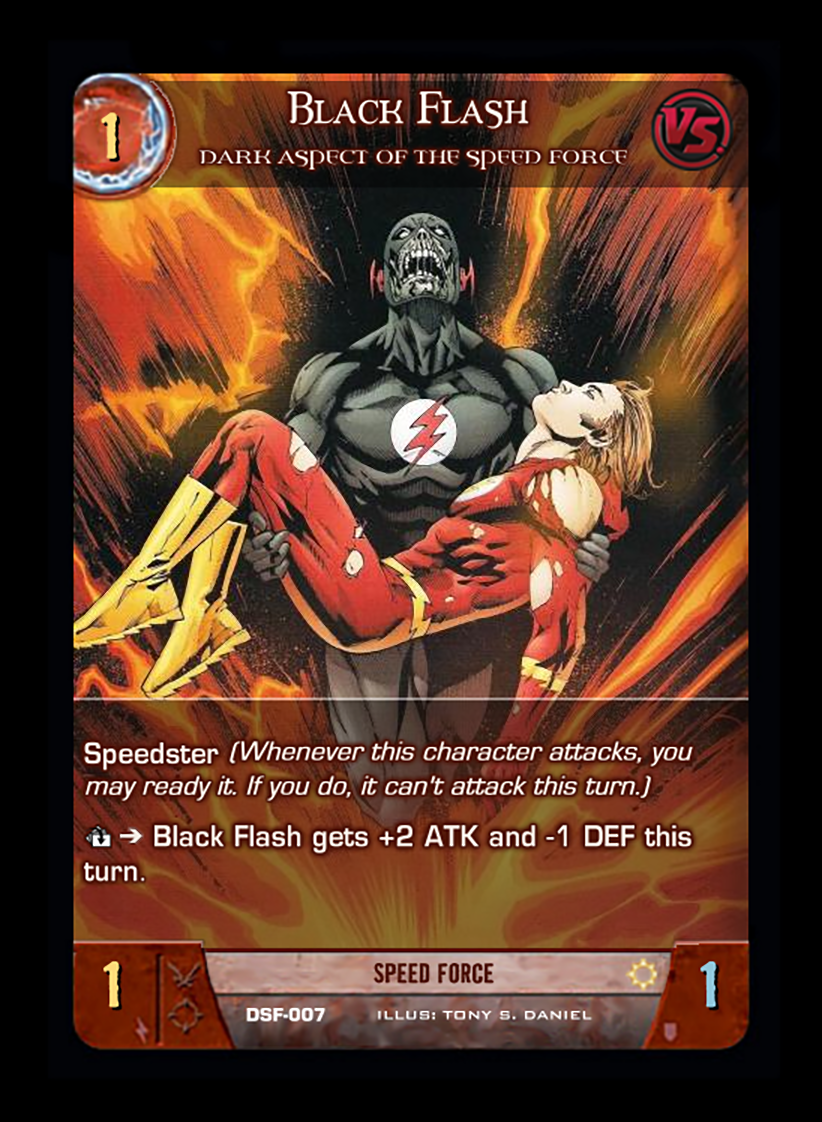 1
Black Flash
VS.
Dark Aspect of the Speed Force
Speedster (Whenever this character attacks, you
may ready it. If you do, it can't attack this turn.)
➔ Black Flash gets +2 ATK and -1 DEF this
turn.
1
SPEED FORCE
1
DSF-007 ILLUS: TONY S. DANIEL